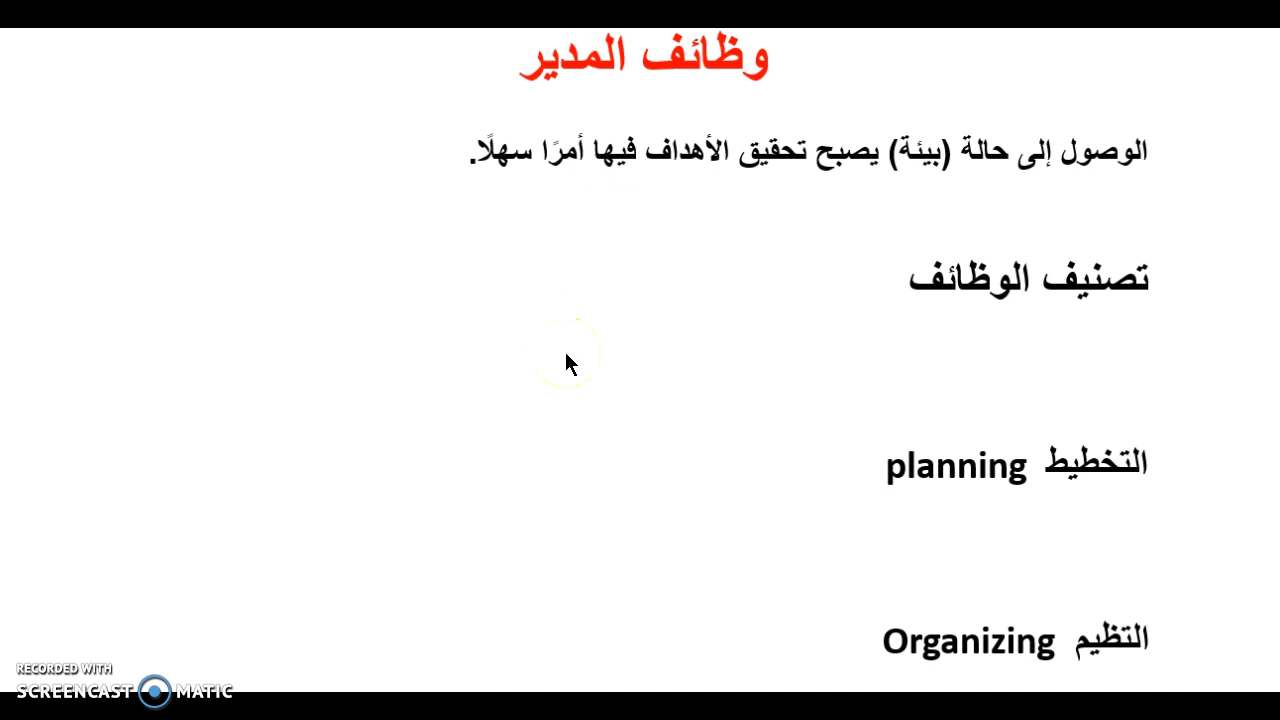 وظائف المدير
الوصول إلى حالة (بيئة) يصبح تحقيق الأهداف فيها أمرًا سهلًا.
تصنيف الوظائف
التخطيط planning
التظيم Organizing
RECORDED WITH
SCREENCAST MATIC